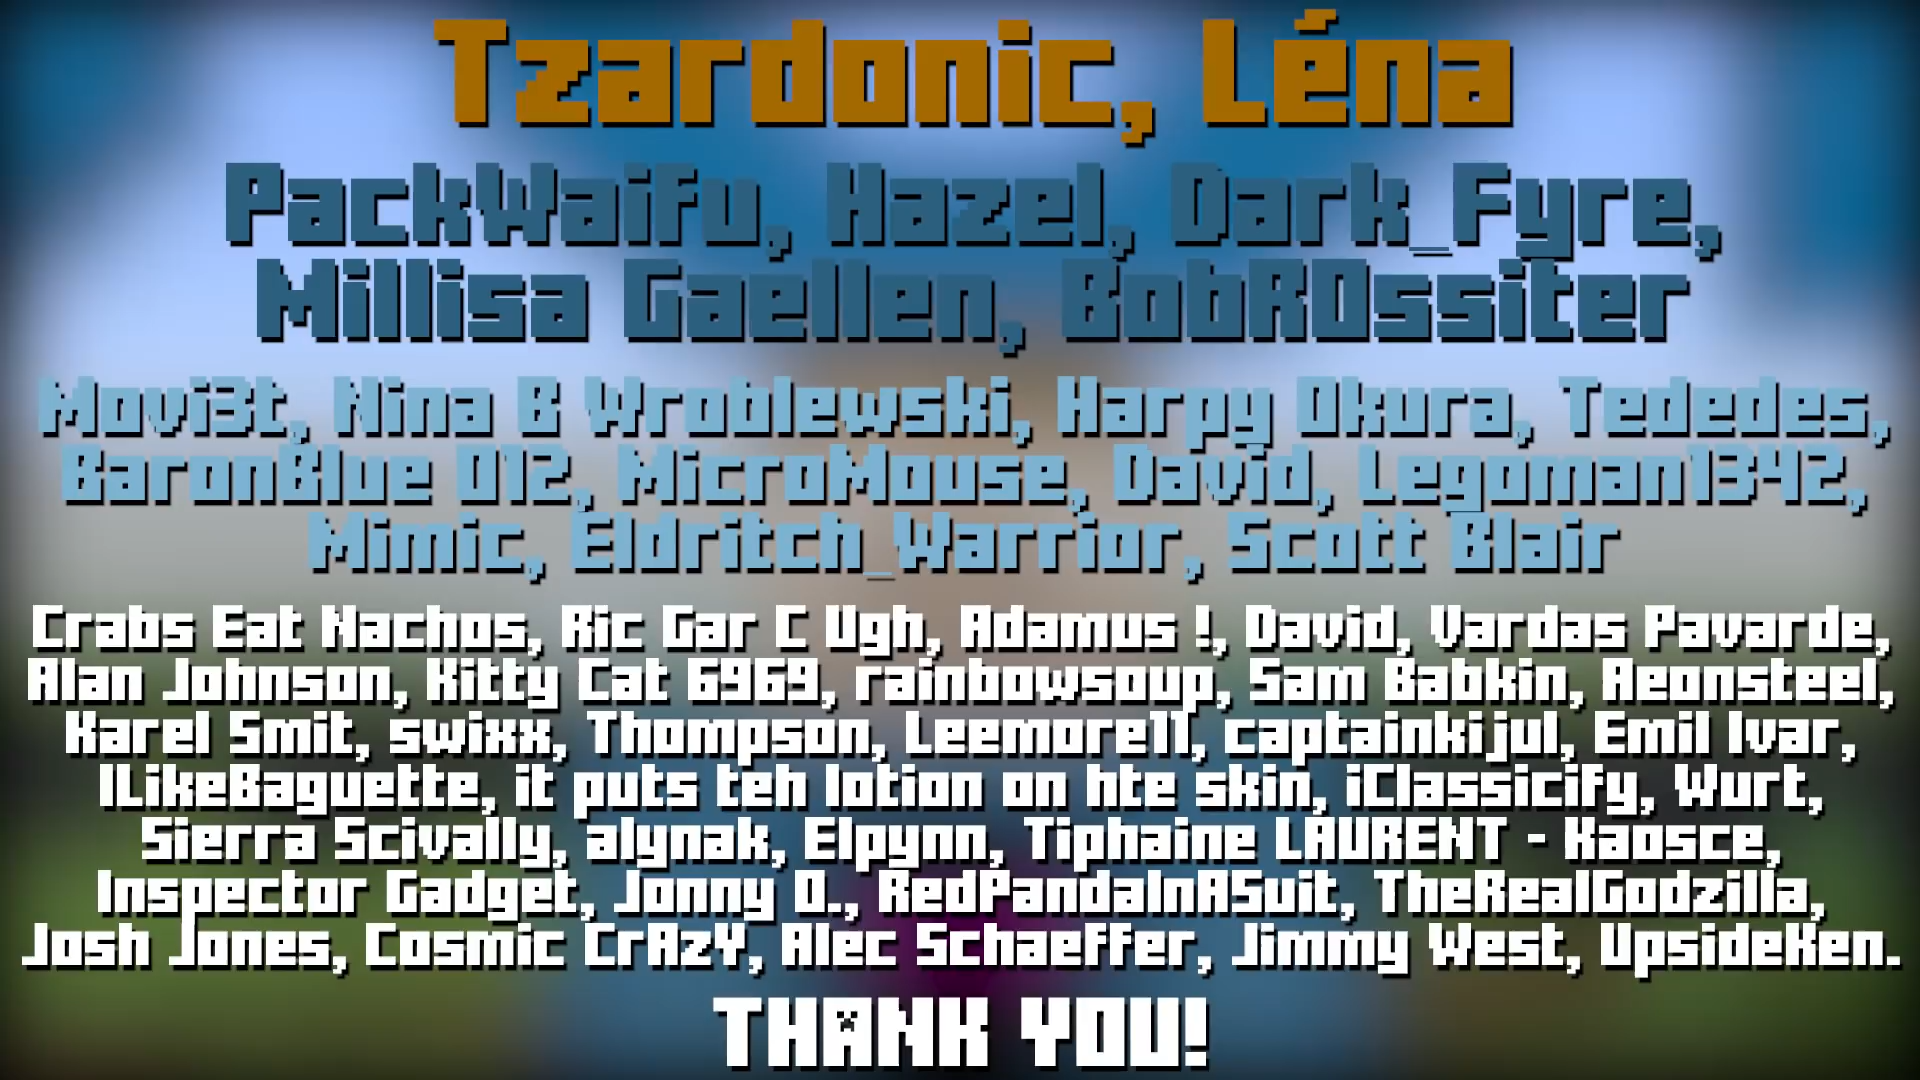 Tzardonic, Léna
PackWaifu, Hazel, Dark_Fyre,
Millisa Gaellen, BobR0ssiter
Movi3t, Nina B Wroblewski, Harpy Okura, Tededes,
BaronBlue 012, MicroMouse, David, Legoman1342,
Mimic, Eldritch_Warrior, Scott Blair
Crabs Eat Nachos, Ric Gar C Ugh, Adamus !, David, Vardas Pavarde,
Alan Johnson, Kitty Cat 6969, rainbowsoup, Sam Babkin, Aeonsteel,
Karel Smit, swixx, Thompson, Leemore11, captainkijul, Emil Ivar,
ILikeBaguette, it puts teh lotion on hte skin, iClassicify, Wurt,
Sierra Scivally, alynak, Elpynn, Tiphaine LAURENT - Kaosce,
Inspector Gadget, Jonny O., RedPandaInASuit, TheRealGodzilla,
Josh Jones, Cosmic CrAzY, Alec Schaeffer, Jimmy West, UpsideKen.
THANK YOU!